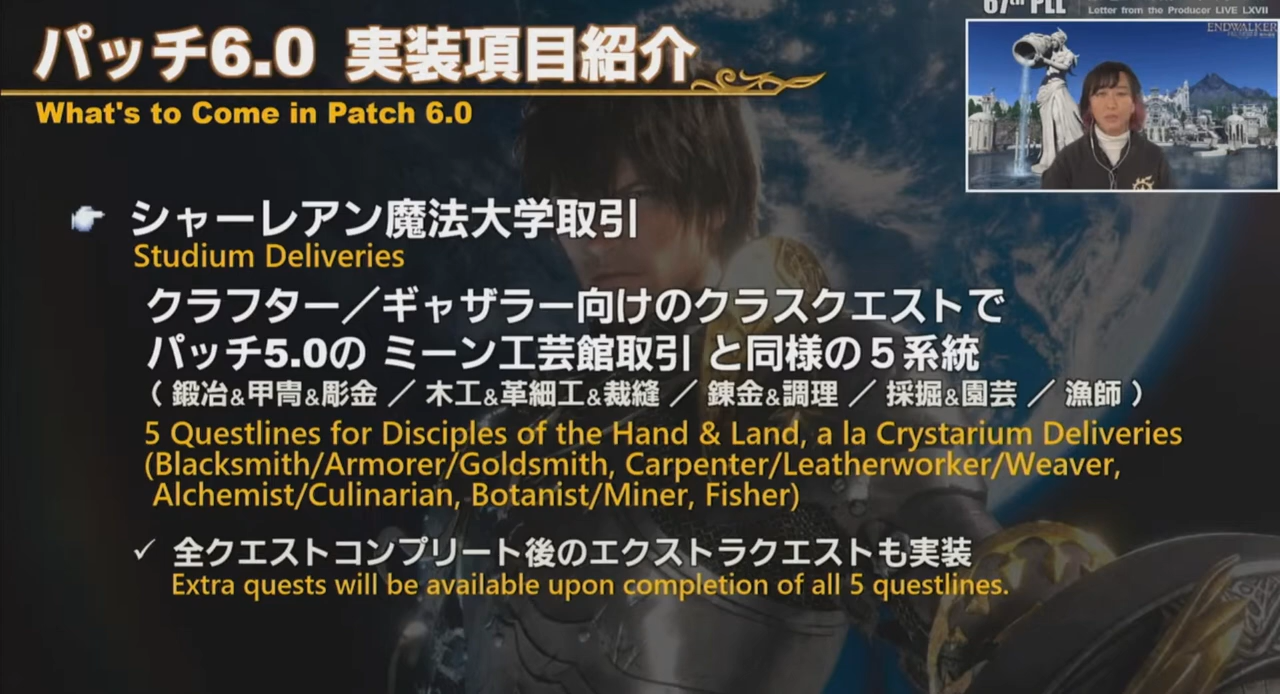 67th PLL
Letter from the Producer LIVE LXVII
ENDWALKER
パッチ6.0 実装項目紹介
What's to Come in Patch 6.0
シャーレアン魔法大学取引
Studium Deliveries
クラフター／ギャザラー向けのクラスクエストで
パッチ5.0の ミーン工芸館取引 と同様の５系統
（ 鍛冶&甲冑&彫金 ／ 木工&革細工&裁縫 ／ 錬金&調理 ／ 採掘&園芸 ／ 漁師 ）
5 Questlines for Disciples of the Hand & Land, a la Crystarium Deliveries
(Blacksmith/Armorer/Goldsmith, Carpenter/Leatherworker/Weaver,
Alchemist/Culinarian, Botanist/Miner, Fisher)
✓ 全クエストコンプリート後のエクストラクエストも実装
Extra quests will be available upon completion of all 5 questlines.